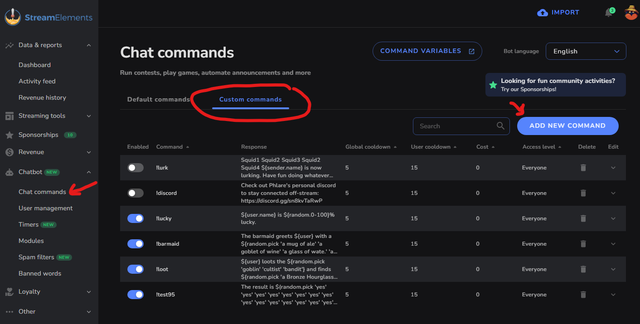 StreamElements
IMPORT
Data & reports
Dashboard
Activity feed
Revenue history
Streaming tools
Sponsorships
Revenue
Chatbot NEW
Chat commands
User management
Timers NEW
Modules
Spam filters NEW
Banned words
Loyalty
Other
Chat commands
COMMAND VARIABLES
Bot language
English
Run contests, play games, automate announcements and more
Looking for fun community activities?
Try our Sponsorships!
Default commands
Custom commands
Search
ADD NEW COMMAND
Enabled Command Response Global cooldown User cooldown Cost Access level Delete Edit
!lurk
Squid1 Squid2 Squid3 Squid2
Squid4 ${sender.name} is now
lurking. Have fun doing whatever...
5 15 0 Everyone
!discord
Check out Phlare's personal discord
to stay connected off-stream:
5 15 0 Everyone
!lucky
${user.name} is ${random.0-100}%
lucky.
5 15 0 Everyone
!barmaid
The barmaid greets ${user} with a
${random.pick 'a mug of ale' 'a
goblet of wine' 'a glass of wate...
5 15 0 Everyone
!loot
${user} loots the ${random.pick
'goblin' 'cultist' 'bandit'} and finds
${random.pick 'a Bronze Hourglass...
5 15 0 Everyone
!test95
The result is ${random.pick 'yes'
'yes' 'yes' 'yes' 'yes' 'yes' 'yes'
'yes' 'yes' 'yes' 'yes' 'yes' 'yes'...
5 15 0 Everyone